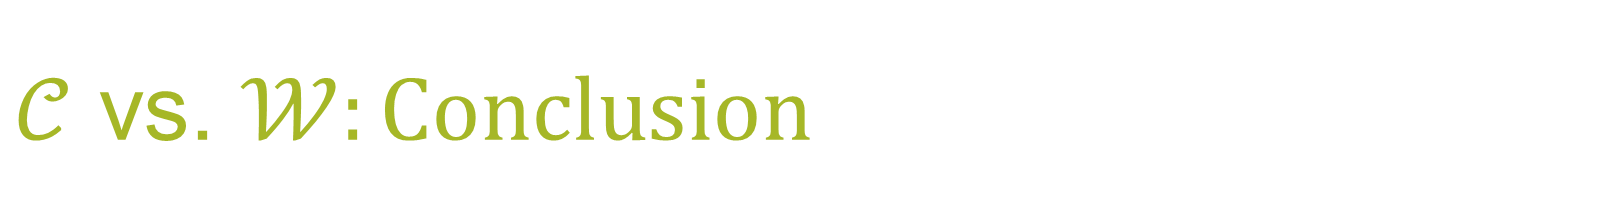 𝒞 vs. 𝒲: Conclusion